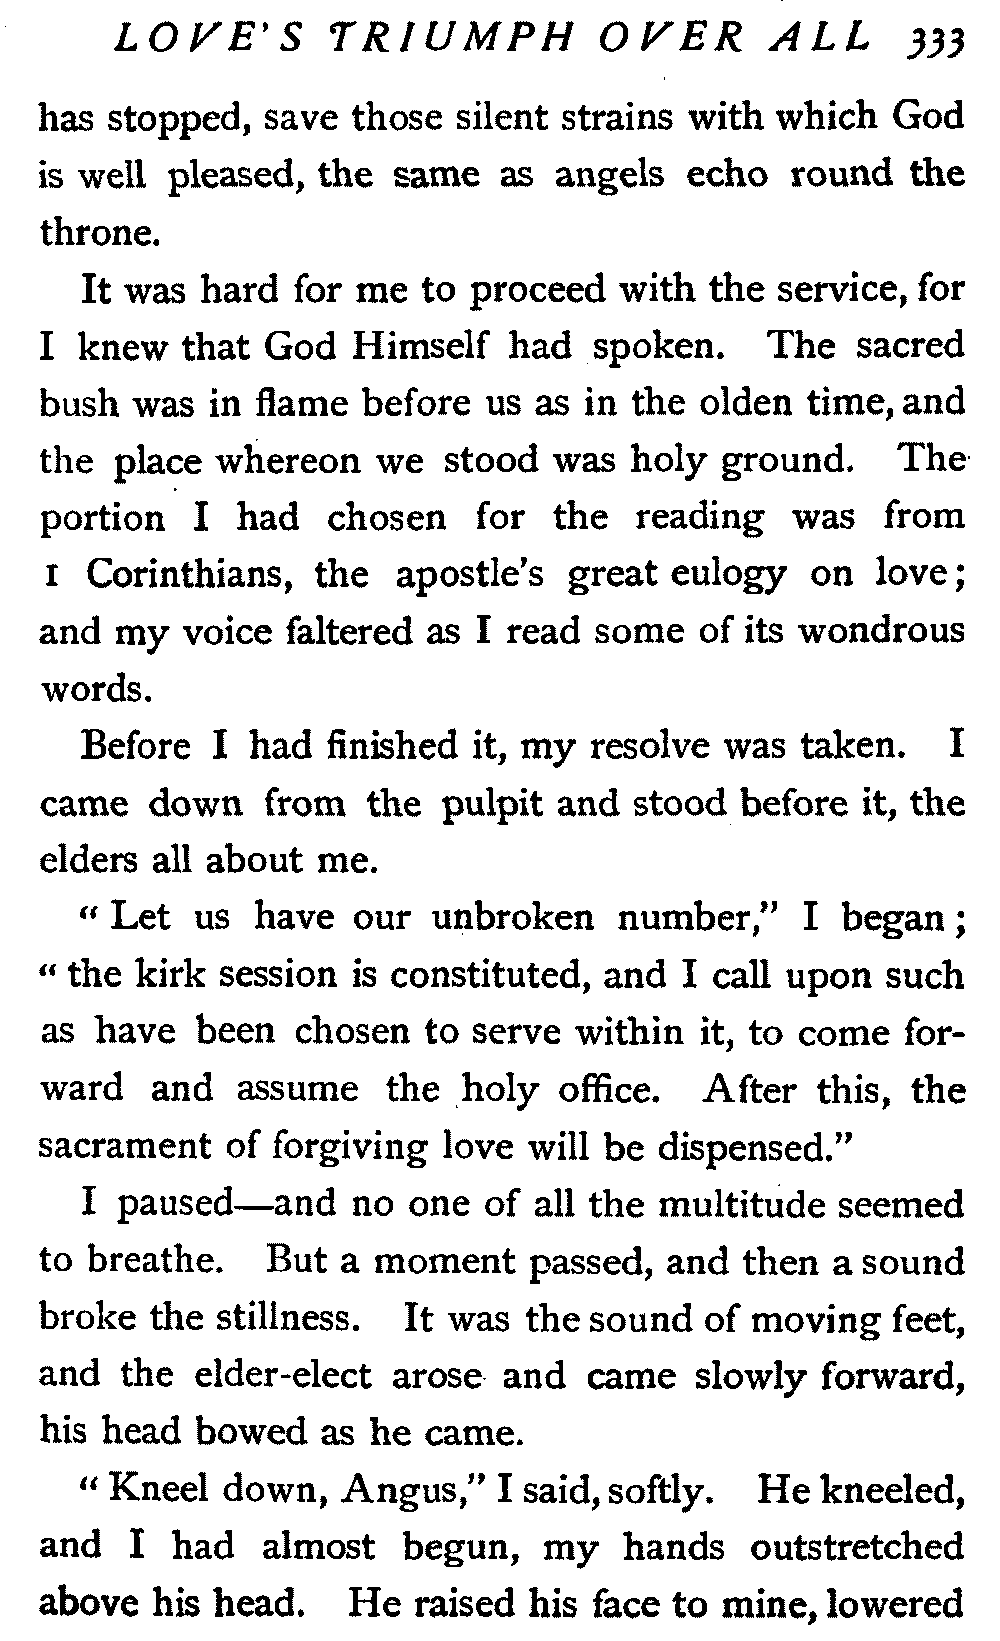 LOVE'S TRIUMPH OVER ALL 333
has stopped, save those silent strains with which God
is well pleased, the same as angels echo round the
throne.
It was hard for me to proceed with the service, for
I knew that God Himself had spoken. The sacred
bush was in flame before us as in the olden time, and
the place whereon we stood was holy ground. The
portion I had chosen for the reading was from
1 Corinthians, the apostle's great eulogy on love;
and my voice faltered as I read some of its wondrous
words.
Before I had finished it, my resolve was taken. I
came down from the pulpit and stood before it, the
elders all about me.
"Let us have our unbroken number," I began;
"the kirk session is constituted, and I call upon such
as have been chosen to serve within it, to come for-
ward and assume the holy office. After this, the
sacrament of forgiving love will be dispensed."
I paused—and no one of all the multitude seemed
to breathe. But a moment passed, and then a sound
broke the stillness. It was the sound of moving feet,
and the elder-elect arose and came slowly forward,
his head bowed as he came.
"Kneel down, Angus," I said, softly. He kneeled,
and I had almost begun, my hands outstretched
above his head. He raised his face to mine, lowered